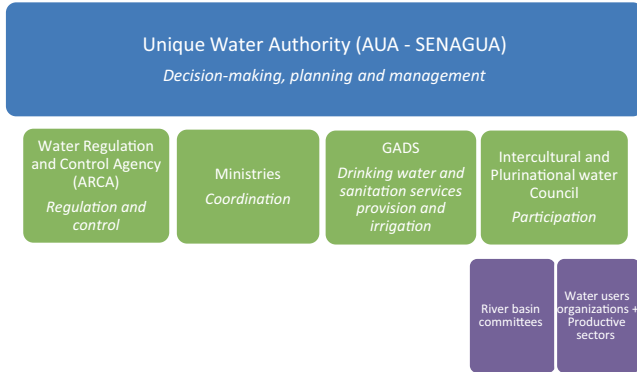 Unique Water Authority (AUA - SENAGUA)
Decision-making, planning and management
Water Regulation
and Control Agency
(ARCA)
Regulation and
control
Ministries
Coordination
GADS
Drinking water and
sanitation services
provision and
irrigation
Intercultural and
Plurinational water
Council
Participation
River basin
committees
Water users
organizations +
Productive
sectors